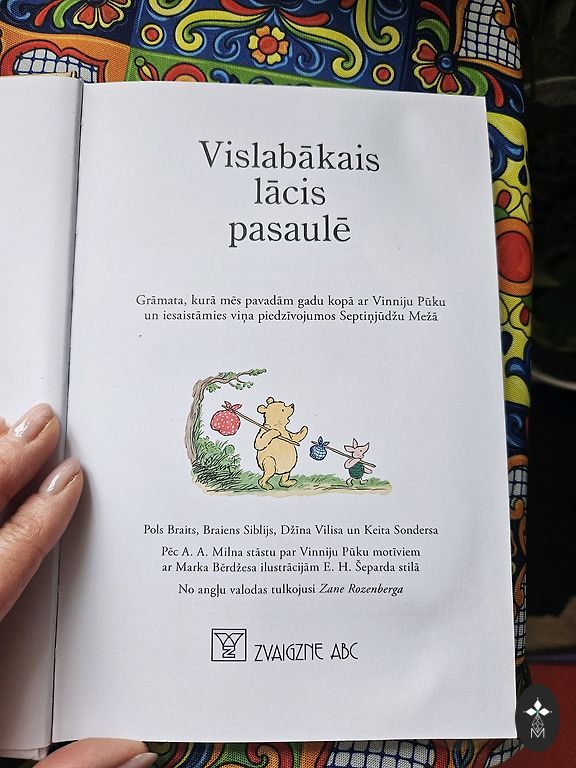 Vislabākais
lācis
pasaulē
Grāmata, kurā mēs pavadām gadu kopā ar Vinniju Pūku
un iesaistāmies viņa piedzīvojumos Septiņjūdžu Mežā
Pols Braits, Braiens Siblijs, Džīna Vilisa un Keita Sondersa
Pēc A. A. Milna stāstu par Vinniju Pūku motīviem
ar Marka Bērdžesa ilustrācijām E. H. Šeparda stilā
No angļu valodas tulkojusi Zane Rozenberga
ZVAIGZNE ABC